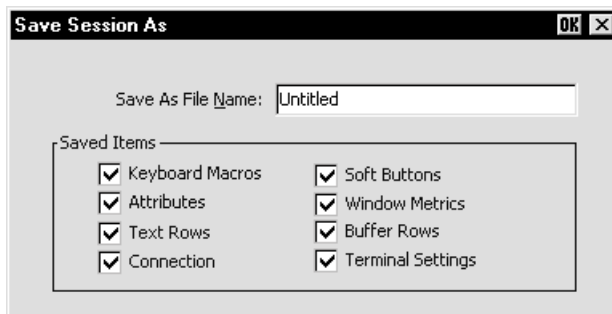 Save Session As OK ×
Save As File Name: Untitled
Saved Items
Keyboard Macros
Attributes
Text Rows
Connection
Soft Buttons
Window Metrics
Buffer Rows
Terminal Settings